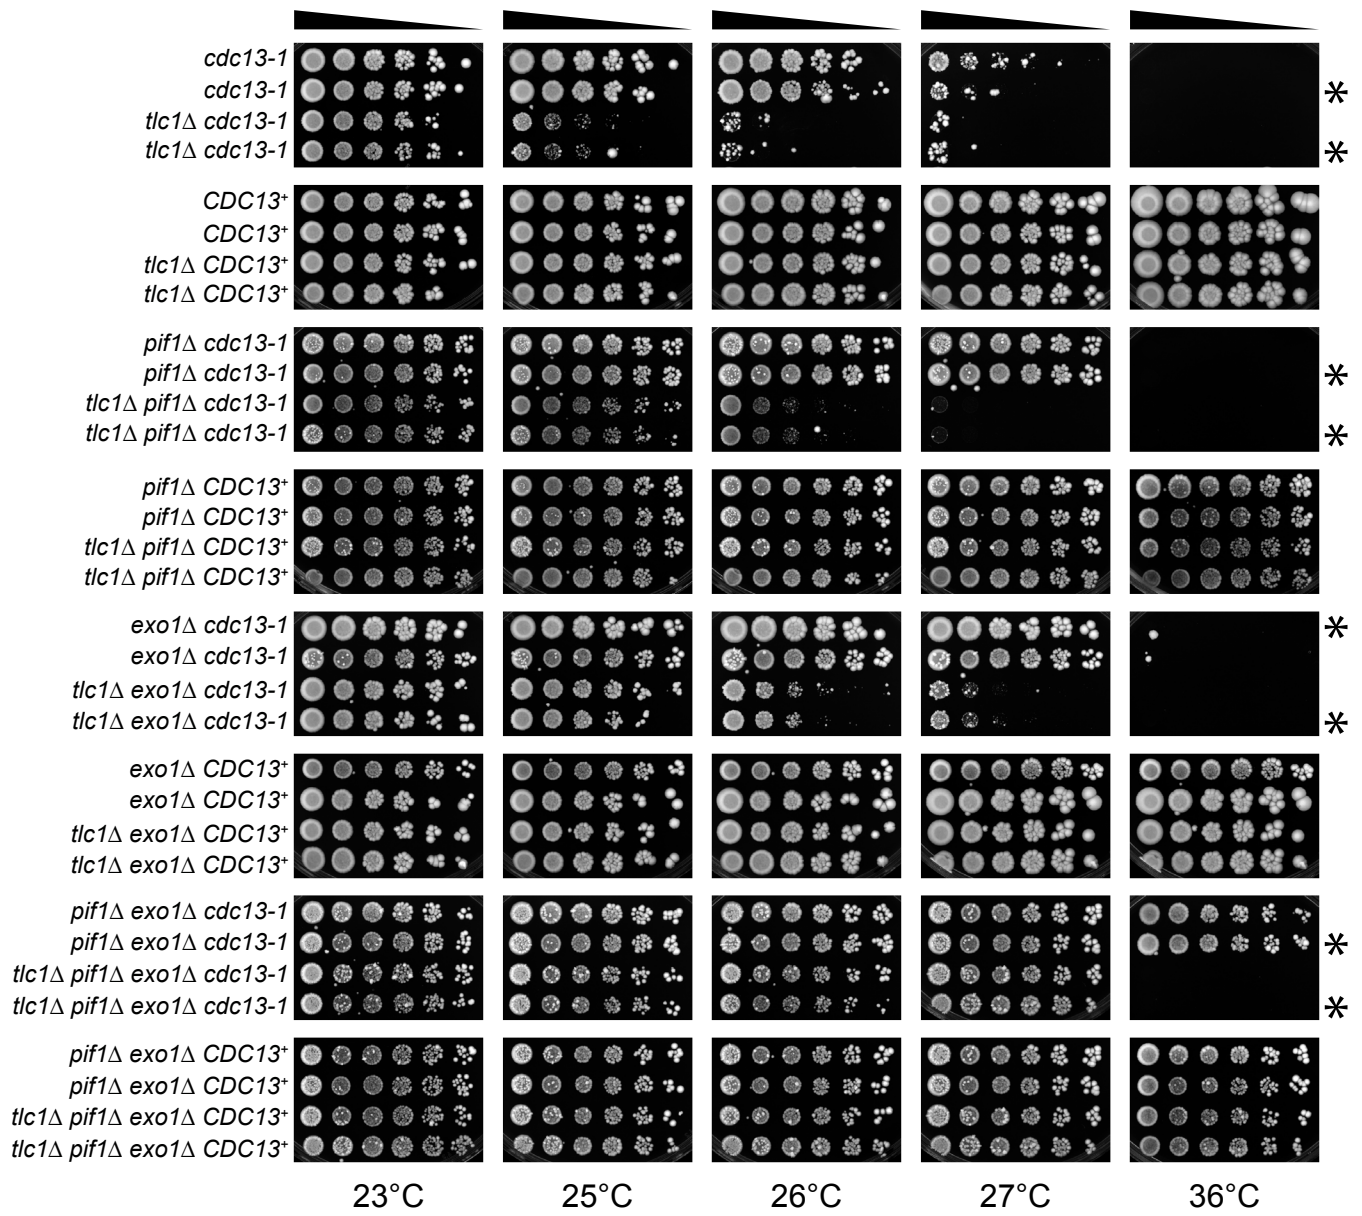 cdc13-1
cdc13-1 *
tlc1Δ cdc13-1
tlc1Δ cdc13-1 *
CDC13+
CDC13+
tlc1Δ CDC13+
tlc1Δ CDC13+
pif1Δ cdc13-1
pif1Δ cdc13-1 *
tlc1Δ pif1Δ cdc13-1
tlc1Δ pif1Δ cdc13-1 *
pif1Δ CDC13+
pif1Δ CDC13+
tlc1Δ pif1Δ CDC13+
tlc1Δ pif1Δ CDC13+
exo1Δ cdc13-1 *
exo1Δ cdc13-1
tlc1Δ exo1Δ cdc13-1
tlc1Δ exo1Δ cdc13-1 *
exo1Δ CDC13+
exo1Δ CDC13+
tlc1Δ exo1Δ CDC13+
tlc1Δ exo1Δ CDC13+
pif1Δ exo1Δ cdc13-1
pif1Δ exo1Δ cdc13-1 *
tlc1Δ pif1Δ exo1Δ cdc13-1
tlc1Δ pif1Δ exo1Δ cdc13-1 *
pif1Δ exo1Δ CDC13+
pif1Δ exo1Δ CDC13+
tlc1Δ pif1Δ exo1Δ CDC13+
tlc1Δ pif1Δ exo1Δ CDC13+
23°C 25°C 26°C 27°C 36°C